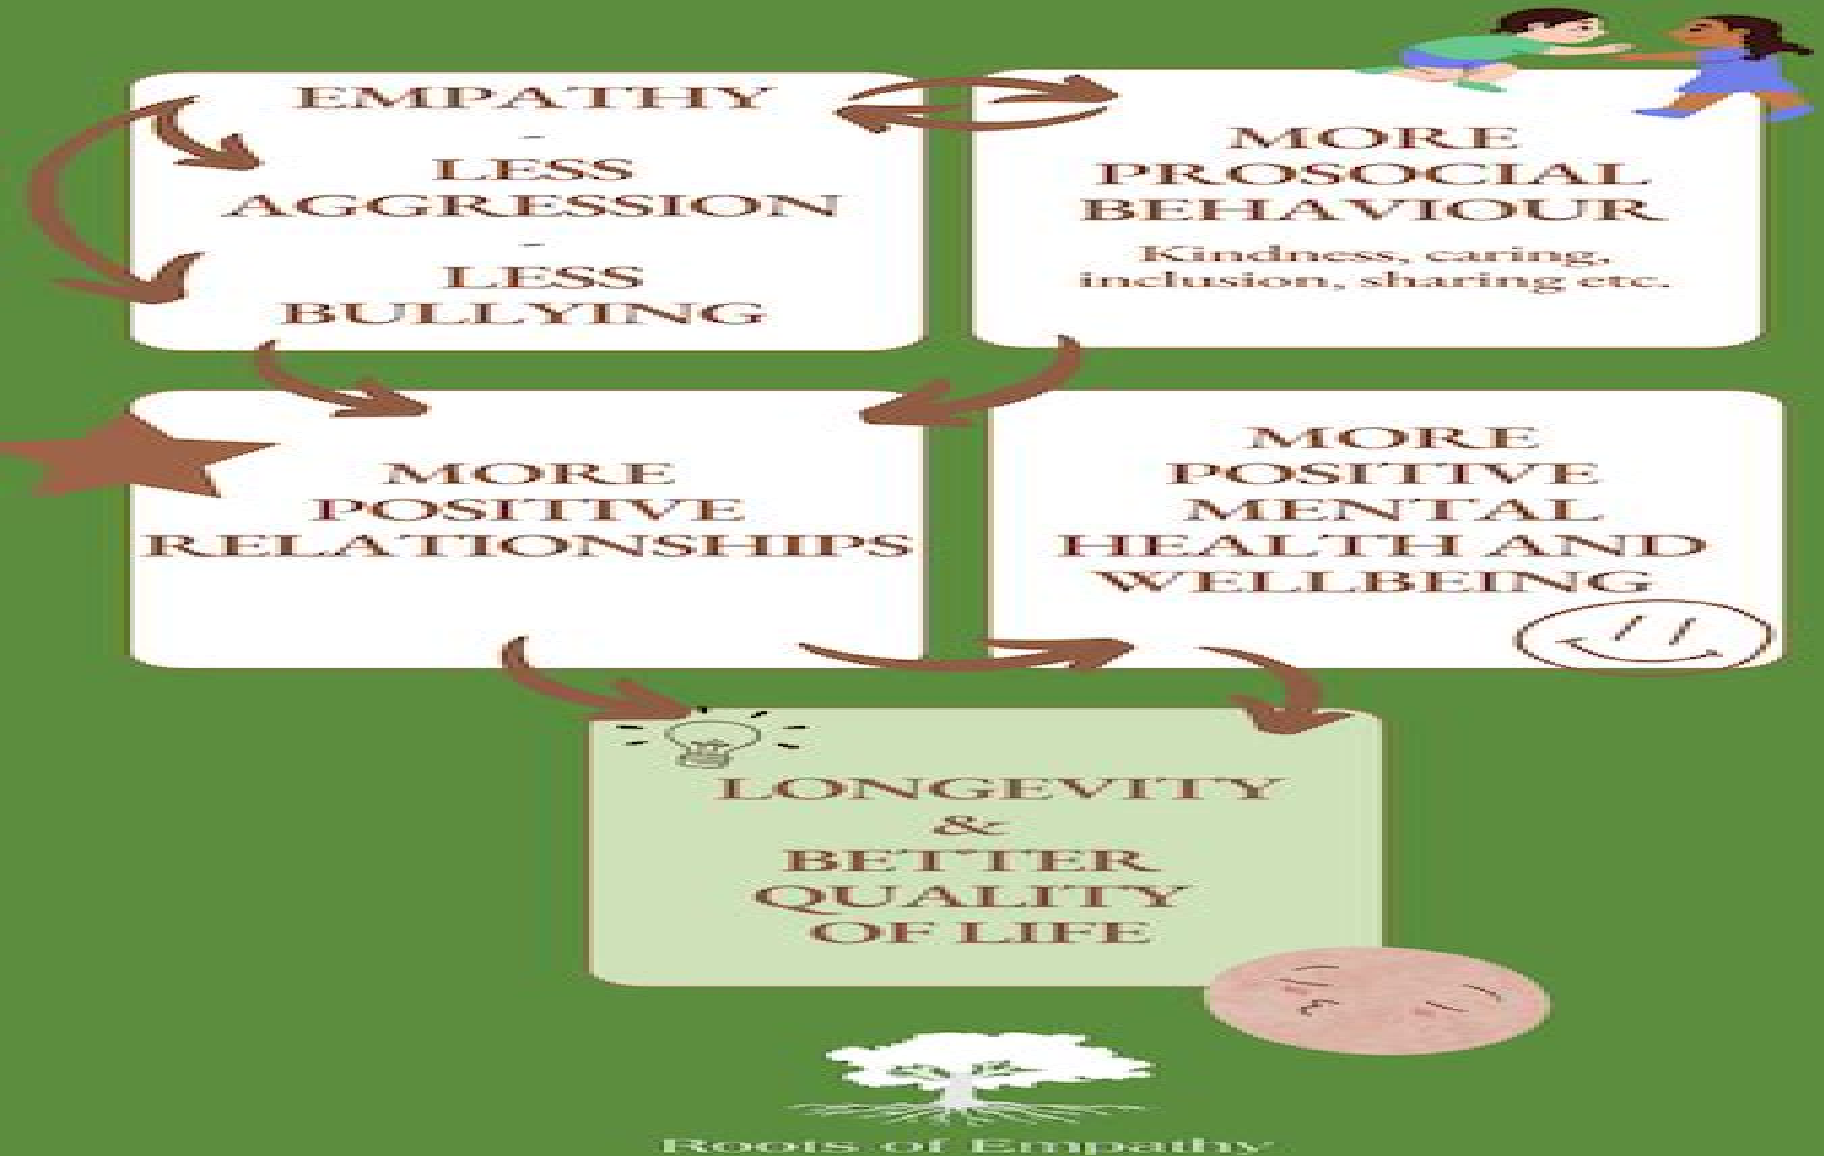 EMPATHY
-
LESS
AGGRESSION
-
LESS
BULLYING
MORE
PROSOCIAL
BEHAVIOUR
Kindness, caring,
inclusion, sharing etc.
MORE
POSITIVE
RELATIONSHIPS
MORE
POSITIVE
MENTAL
HEALTH AND
WELLBEING
LONGEVITY
&
BETTER
QUALITY
OF LIFE
Roots of Empathy